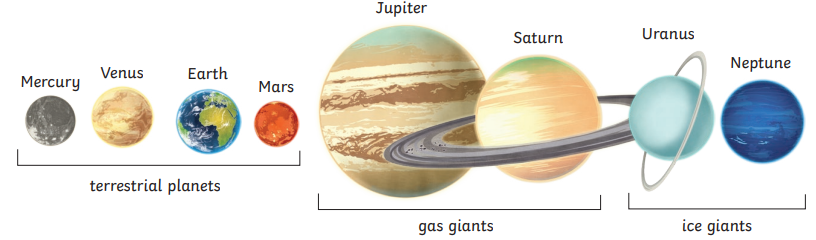 Mercury
Venus
Earth
Mars
Jupiter
Saturn
Uranus
Neptune
terrestrial planets
gas giants
ice giants